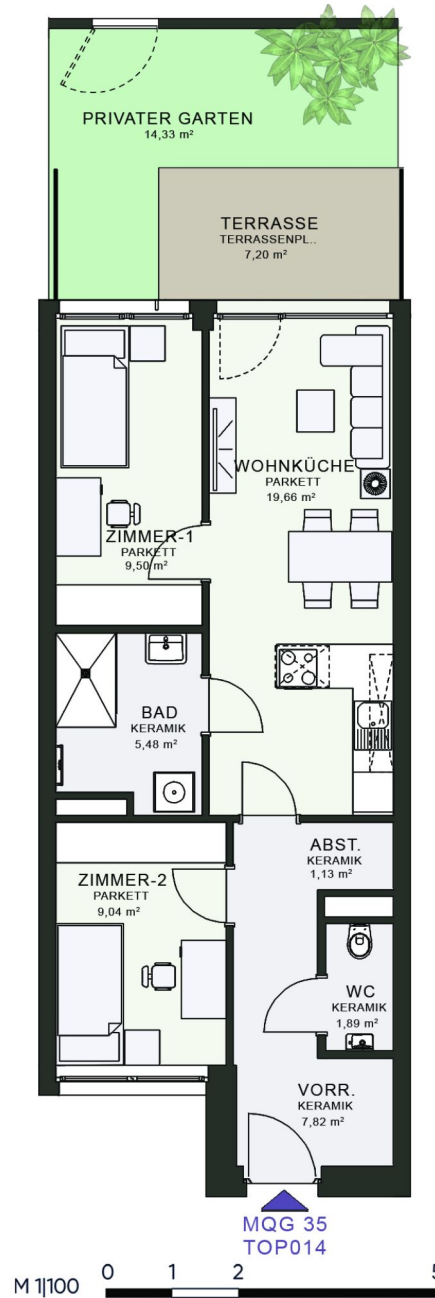 PRIVATER GARTEN
14,33 m²
TERRASSE
TERRASSENPL..
7,20 m²
WOHNKÜCHE
PARKETT
19,66 m²
ZIMMER-1
PARKETT
9,50 m²
BAD
KERAMIK
5,48 m²
ABST.
KERAMIK
1,13 m²
ZIMMER-2
PARKETT
9,04 m²
WC
KERAMIK
1,89 m²
VORR.
KERAMIK
7,82 m²
MQG 35
TOP014
M 1|100 0 1 2 5